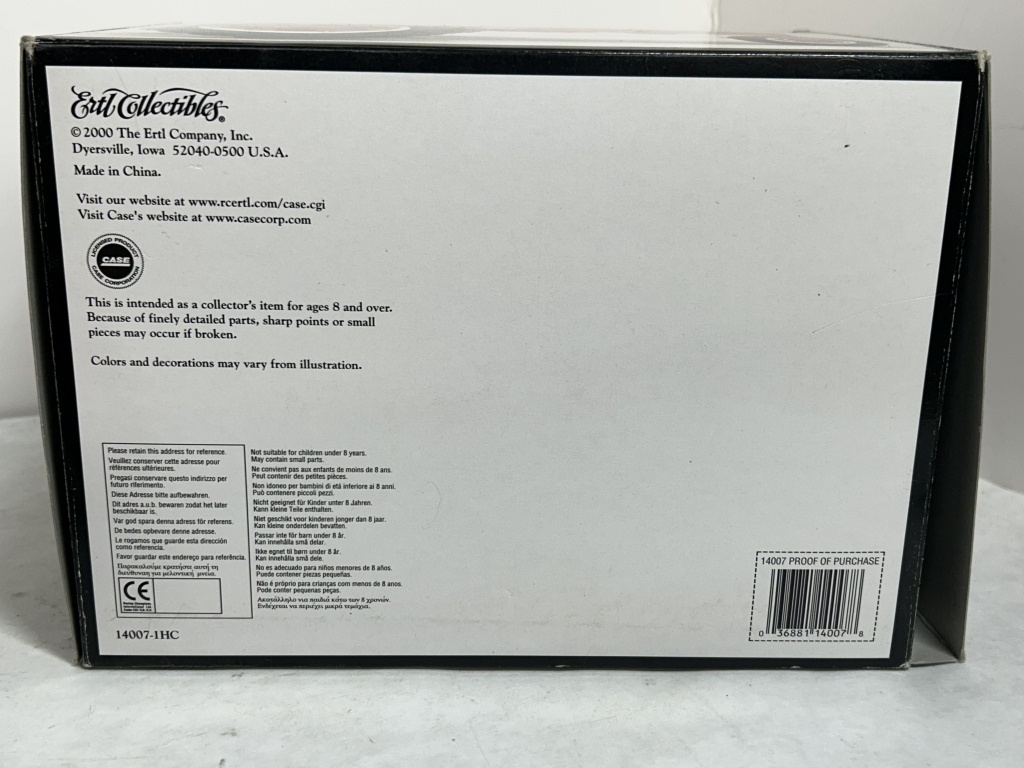 Ertl Collectibles®
© 2000 The Ertl Company, Inc.
Dyersville, Iowa 52040-0500 U.S.A.
Made in China.
Visit our website at www.rcertl.com/case.cgi
Visit Case's website at www.casecorp.com
LICENSED PRODUCT
CASE
CASE CORPORATION
This is intended as a collector's item for ages 8 and over.
Because of finely detailed parts, sharp points or small
pieces may occur if broken.
Colors and decorations may vary from illustration.
Please retain this address for reference.
Veuillez conserver cette adresse pour
références ultérieures.
Pregasi conservare questo indirizzo per
futuro riferimento.
Diese Adresse bitte aufbewahren.
Dit adres a.u.b. bewaren zodat het later
beschikbaar is.
Var god spara denna adress för referens.
De bedes opbevare denne adresse.
Le rogamos que guarde esta dirección
como referencia.
Favor guardar este endereço para referência.
Παρακαλούμε κρατήστε αυτή τη
διεύθυνση για μελοντική μνεία.
CE
Not suitable for children under 8 years.
May contain small parts.
Ne convient pas aux enfants de moins de 8 ans.
Peut contenir des petites pièces.
Non idoneo per bambini di età inferiore ai 8 anni.
Può contenere piccoli pezzi.
Nicht geeignet für Kinder unter 8 Jahren.
Kann kleine Teile enthalten.
Niet geschikt voor kinderen jonger dan 8 jaar.
Kan kleine onderdelen bevatten.
Passar inte för barn under 8 år.
Kan innehålla små delar.
Ikke egnet til børn under 8 år.
Kan innehålla små dele.
No es adecuado para niños menores de 8 años.
Puede contener piezas pequeñas.
Não é próprio para crianças com menos de 8 anos.
Pode conter pequenas peças.
Ακατάλληλο για παιδιά κάτω των 8 χρονών.
Ενδέχεται να περιέχει μικρά τεμάχια.
14007-1HC
14007 PROOF OF PURCHASE
0 36881 14007 8